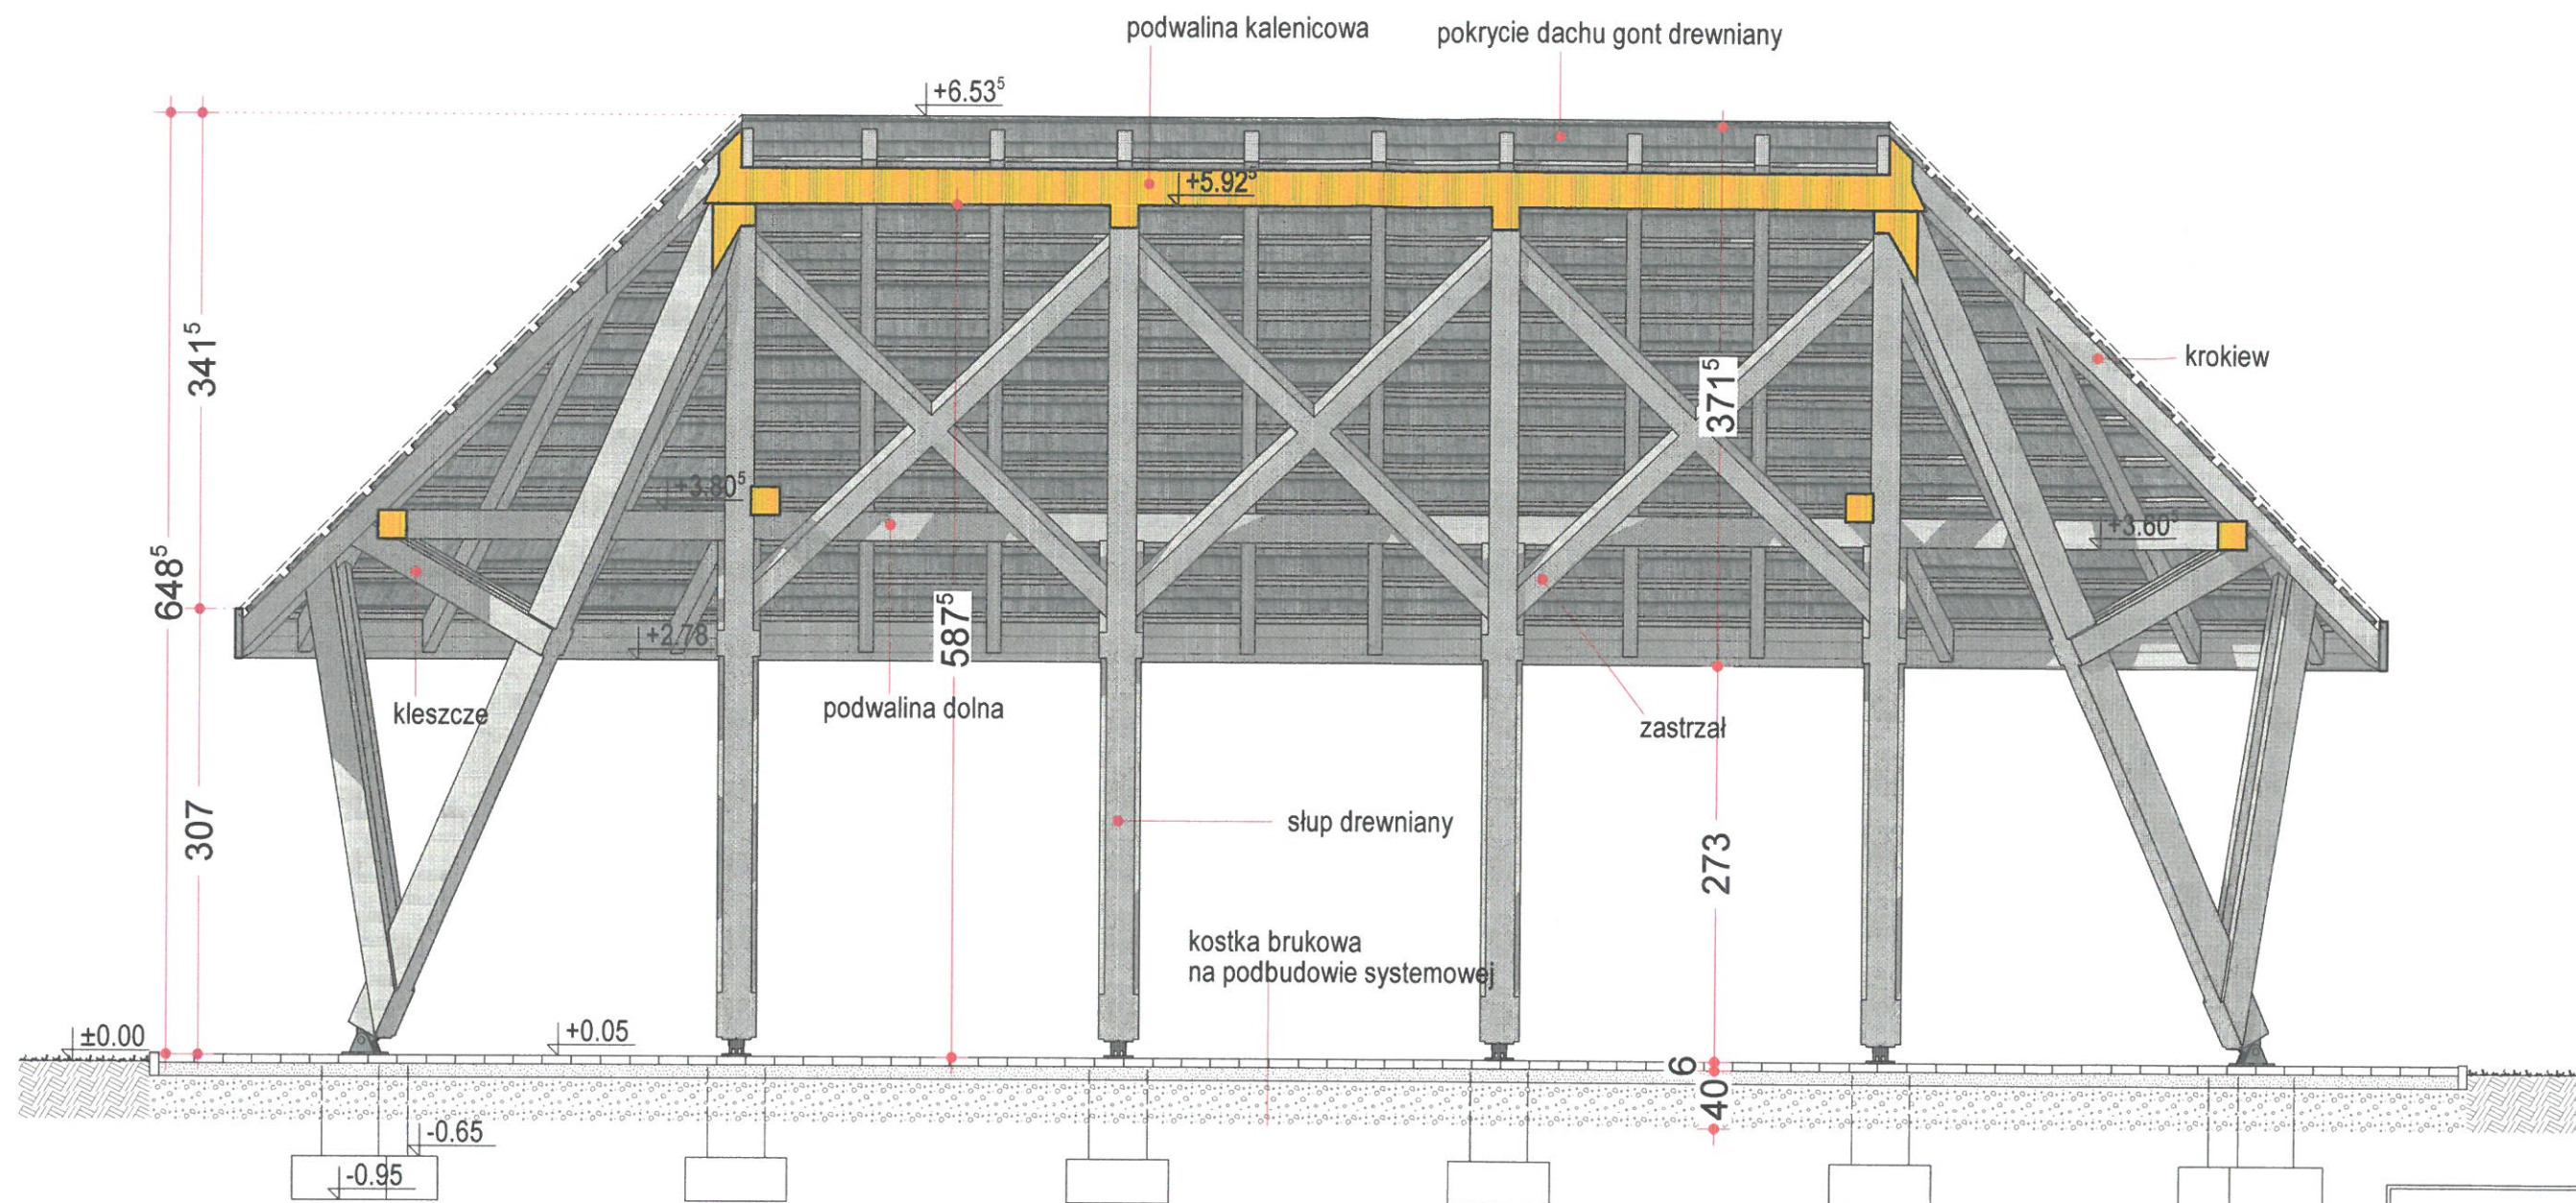 podwalina kalenicowa
pokrycie dachu gont drewniany
+6.53⁵
+5.92⁵
341⁵
371⁵
krokiew
+3.80⁵
+3.60⁵
648⁵
587⁵
+2.78
kleszcze
podwalina dolna
zastrzał
307
słup drewniany
273
kostka brukowa
na podbudowie systemowej
±0.00
+0.05
6
40
-0.65
-0.95